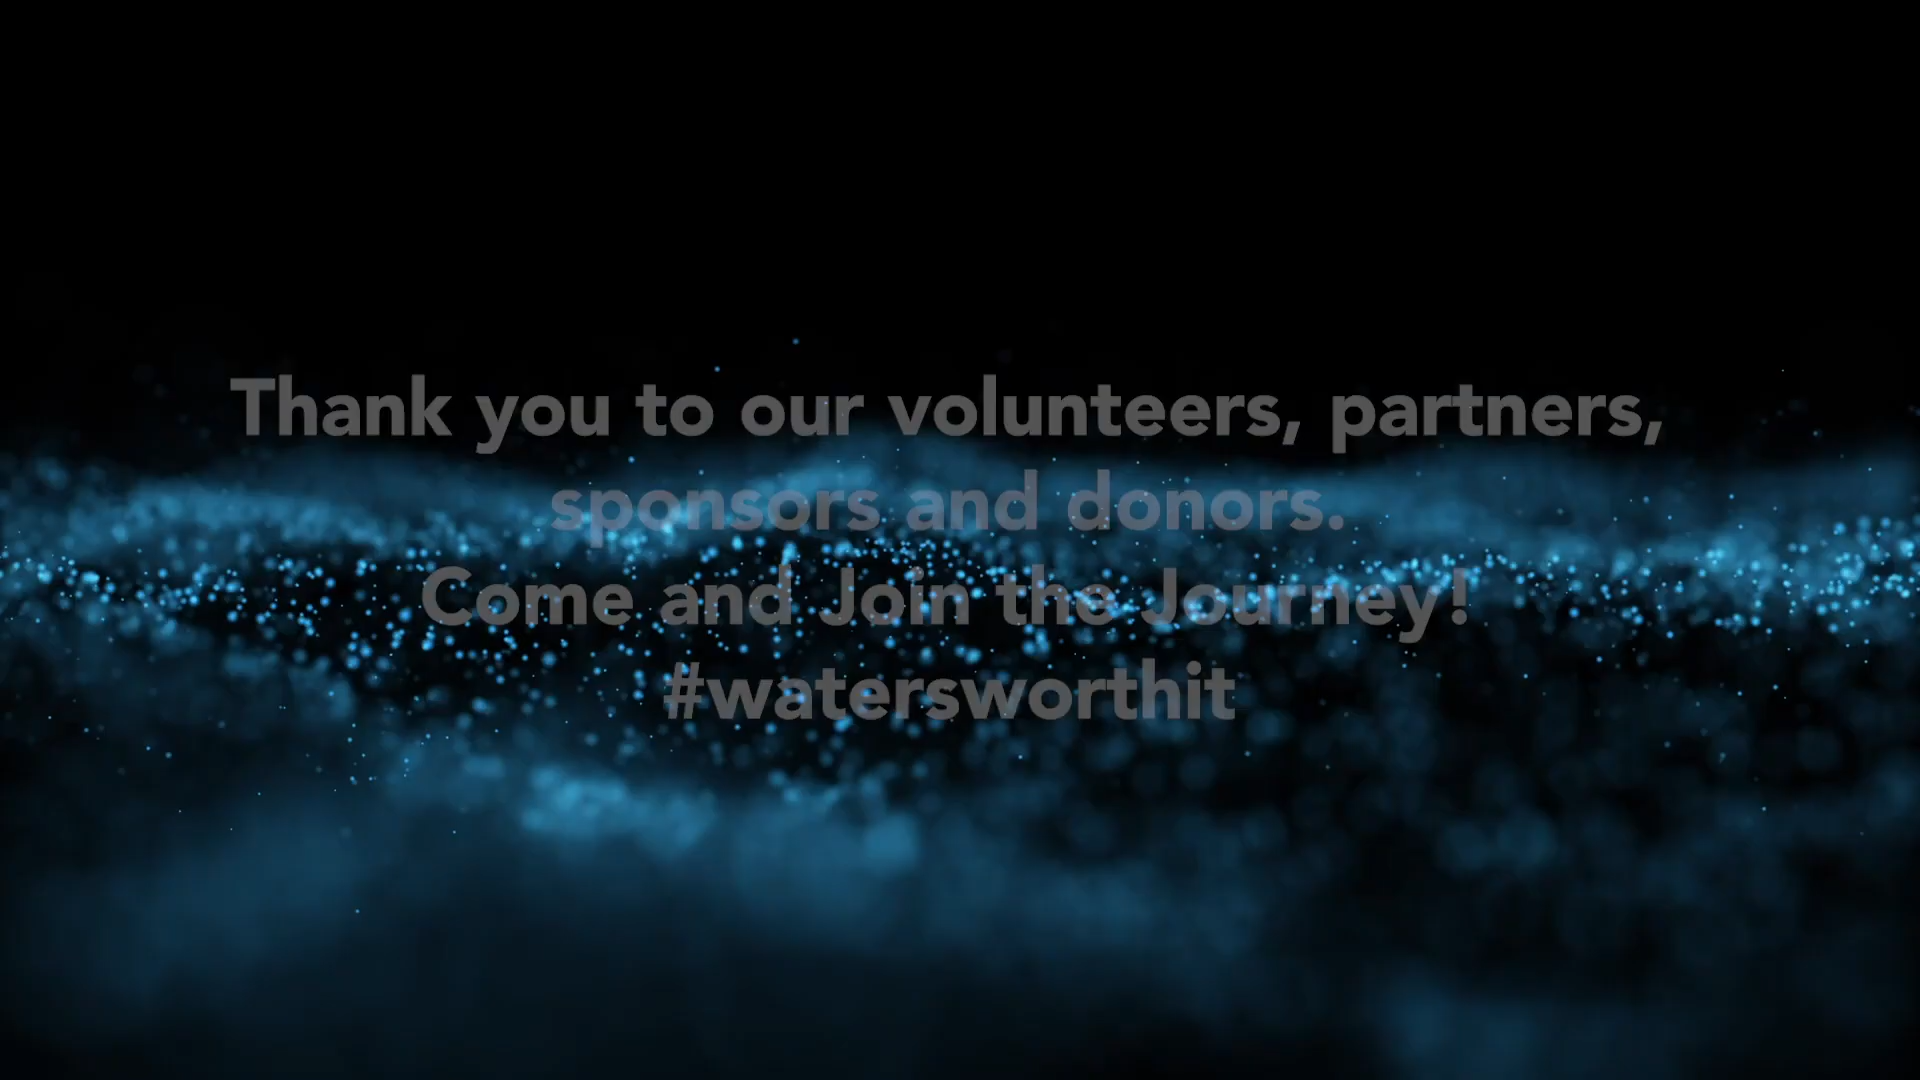 Thank you to our volunteers, partners,
sponsors and donors.
Come and Join the Journey!
#watersworthit